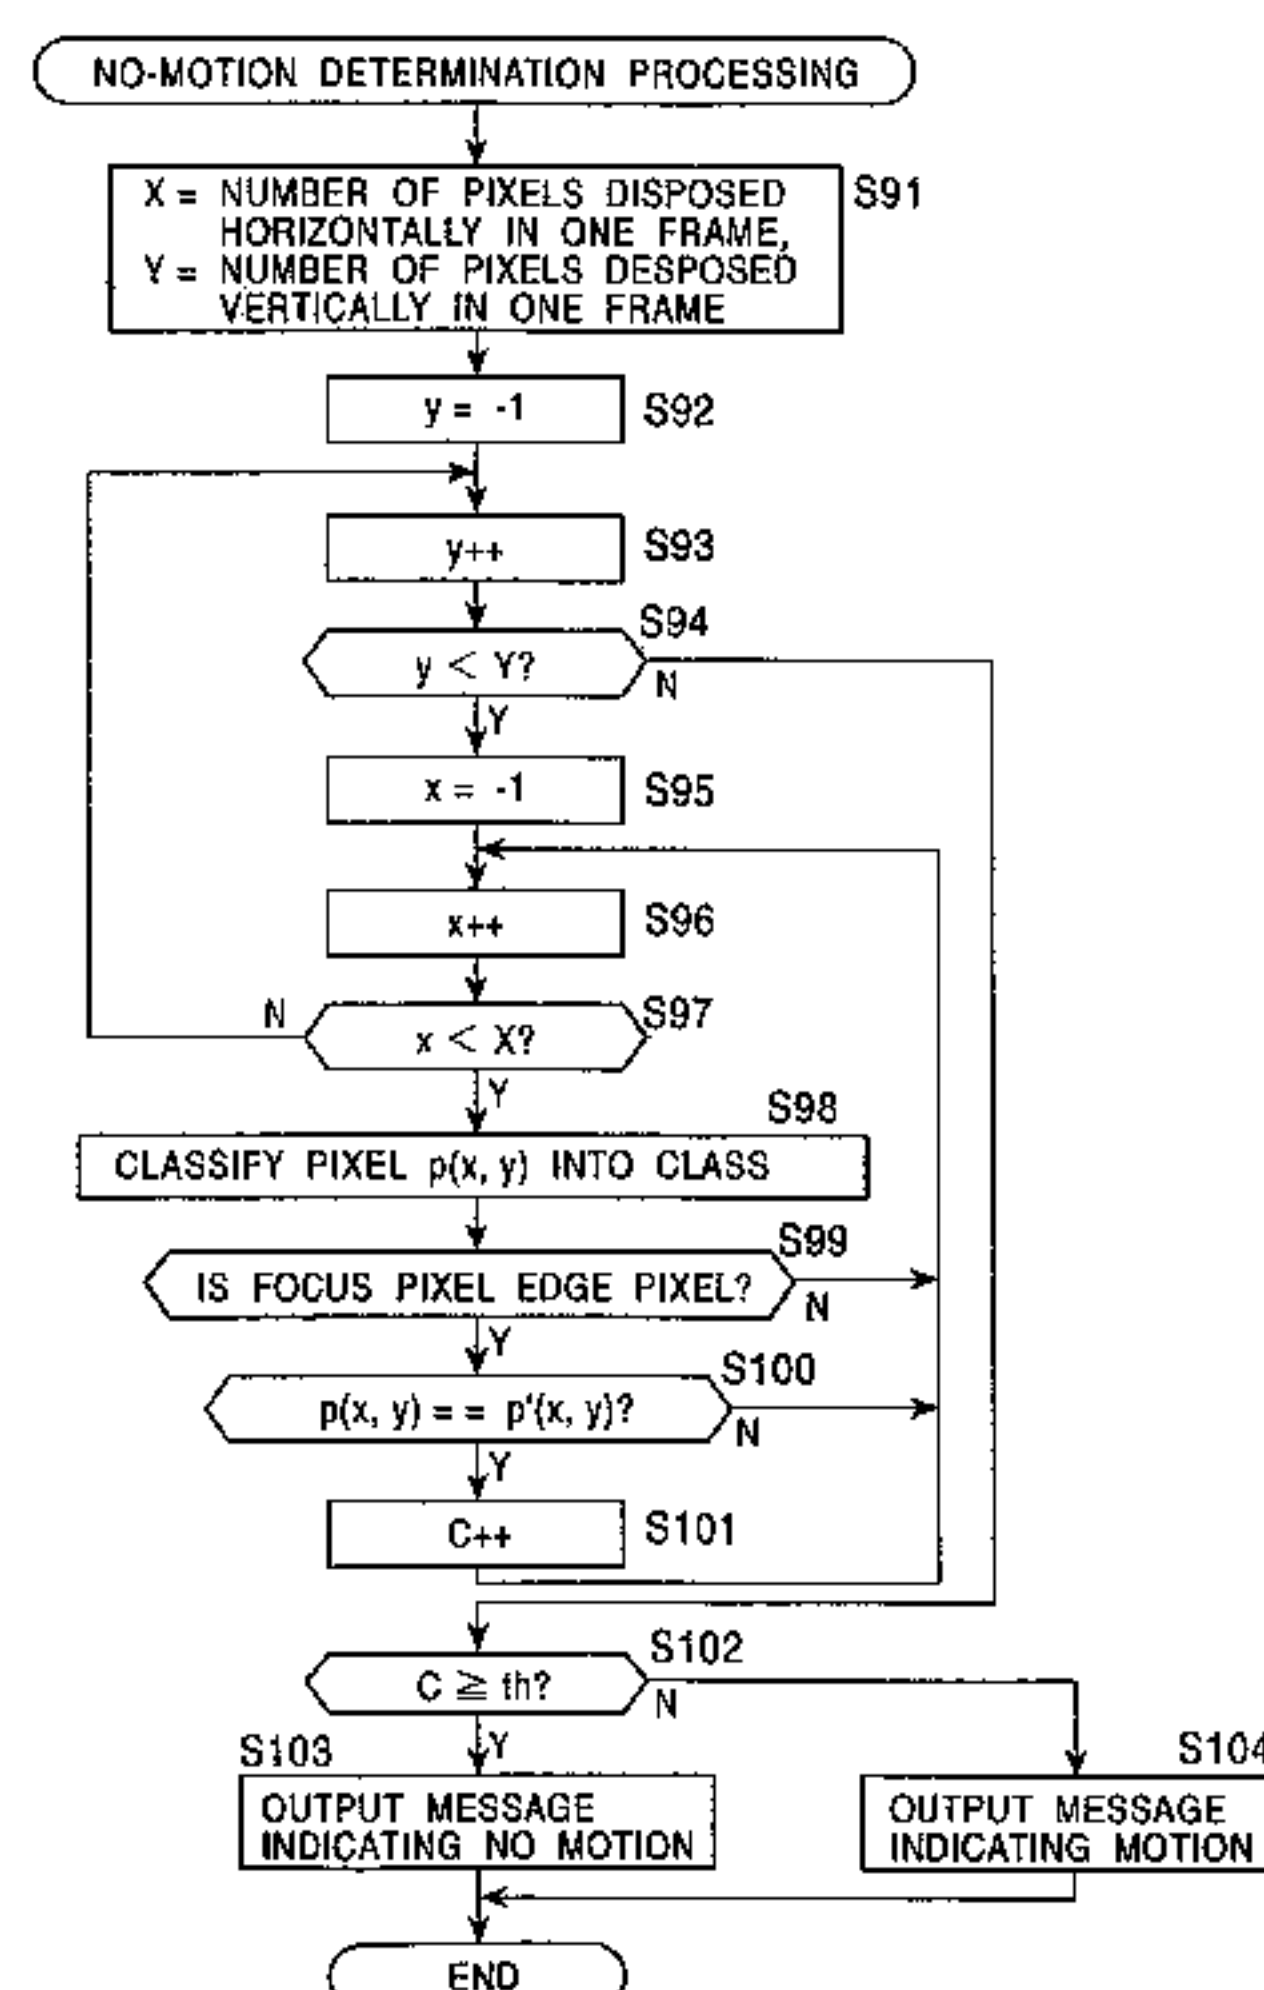 NO-MOTION DETERMINATION PROCESSING
X = NUMBER OF PIXELS DISPOSED
HORIZONTALLY IN ONE FRAME,
Y = NUMBER OF PIXELS DESPOSED
VERTICALLY IN ONE FRAME
S91
y = -1
S92
y++
S93
S94
y < Y?
N
Y
x = -1
S95
x++
S96
S97
N
x < X?
Y
S98
CLASSIFY PIXEL p(x, y) INTO CLASS
S99
IS FOCUS PIXEL EDGE PIXEL?
N
Y
S100
p(x, y) = = p'(x, y)?
N
Y
C++
S101
S102
C ≧ th?
N
Y
S103
OUTPUT MESSAGE
INDICATING NO MOTION
S104
OUTPUT MESSAGE
INDICATING MOTION
END